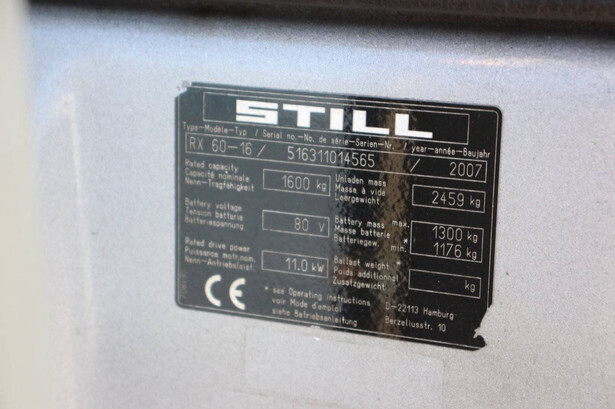 STILL
Type-Modèle-Typ / Serial no.-No. de série-Serien-Nr. / year-année-Baujahr
RX 60-16 / 516311014565 / 2007
Rated capacity
Capacité nominale
Nenn-Tragfähigkeit
1600 kg
Unladen mass
Masse à vide
Leergewicht
2459 kg
Battery voltage
Tension batterie
Batteriespannung
80 V
Battery mass max.
Masse batterie *
Batteriegew. min.
1300 kg
1176 kg
Rated drive power
Puissance motr.nom.
Nenn-Antriebsleist.
11.0 kW
Ballast weight *
Poids additionnel
Zusatzgewicht
kg
CE
* see Operating instructions
voir Mode d'emploi
siehe Betriebsanleitung
D-22113 Hamburg
Berzeliusstr. 10